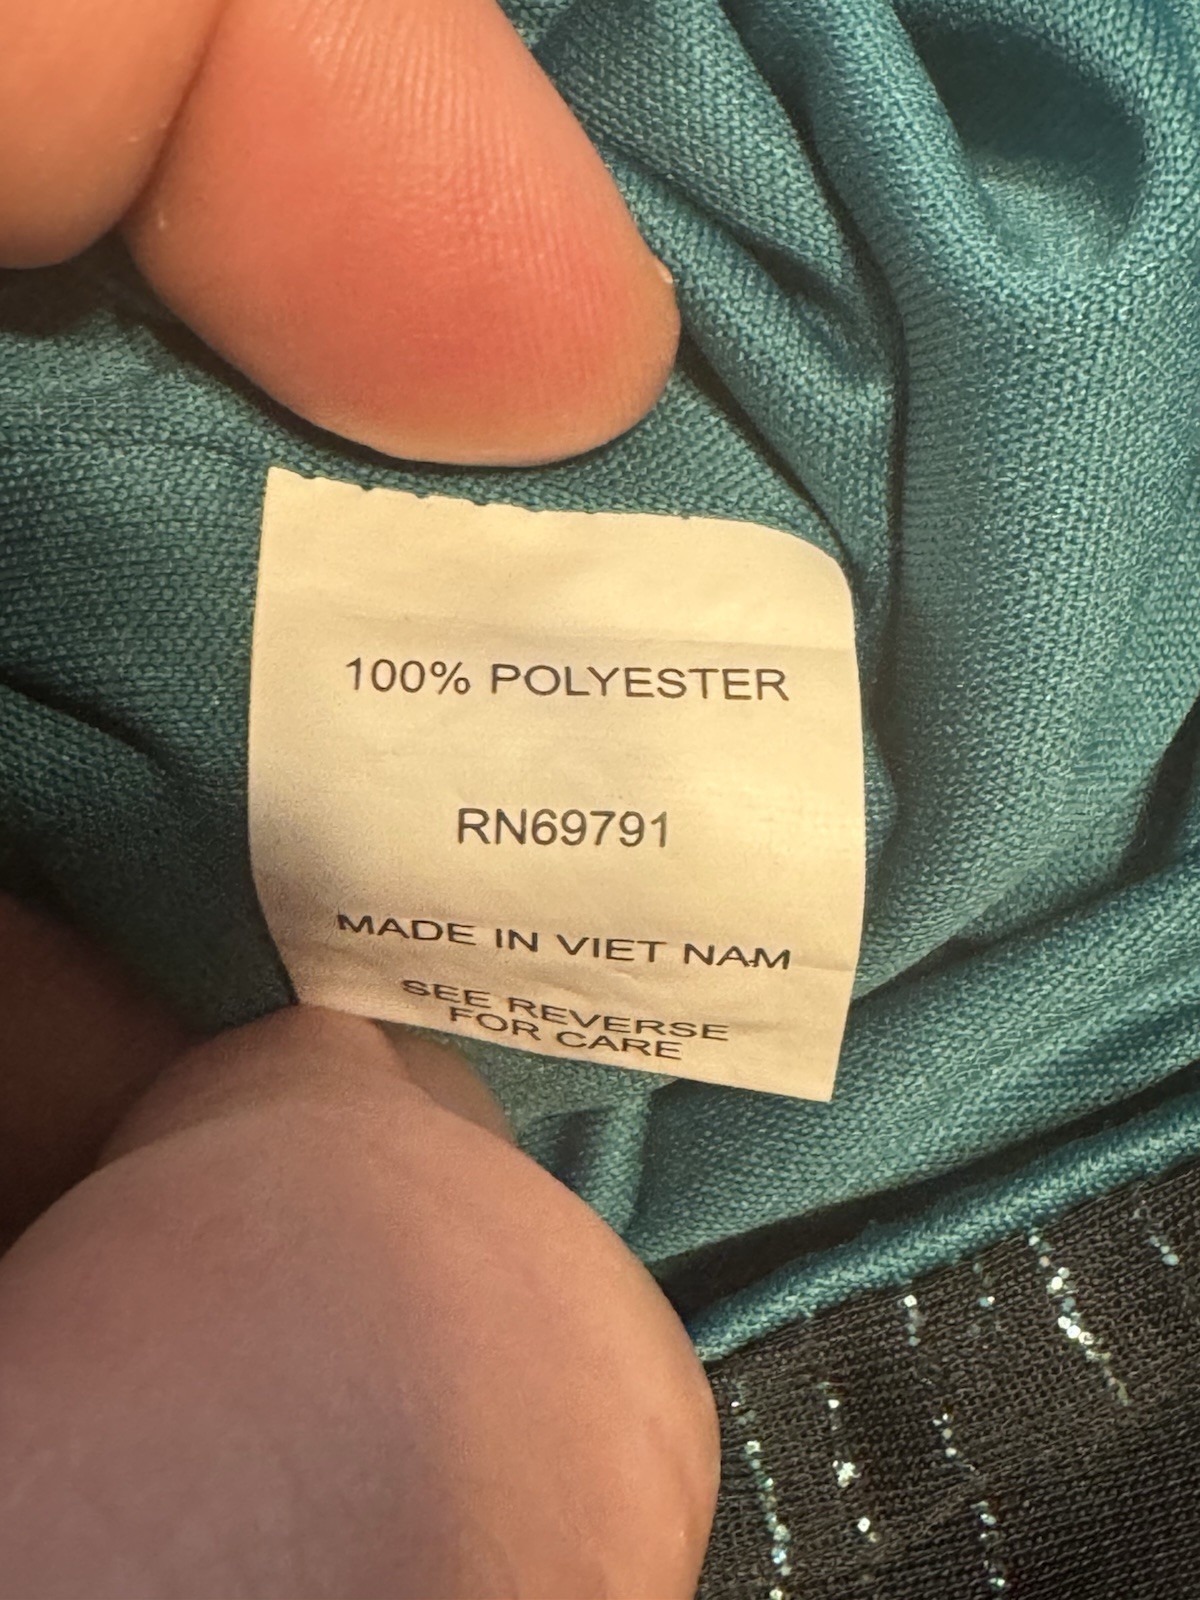 100% POLYESTER
RN69791
MADE IN VIET NAM
SEE REVERSE
FOR CARE